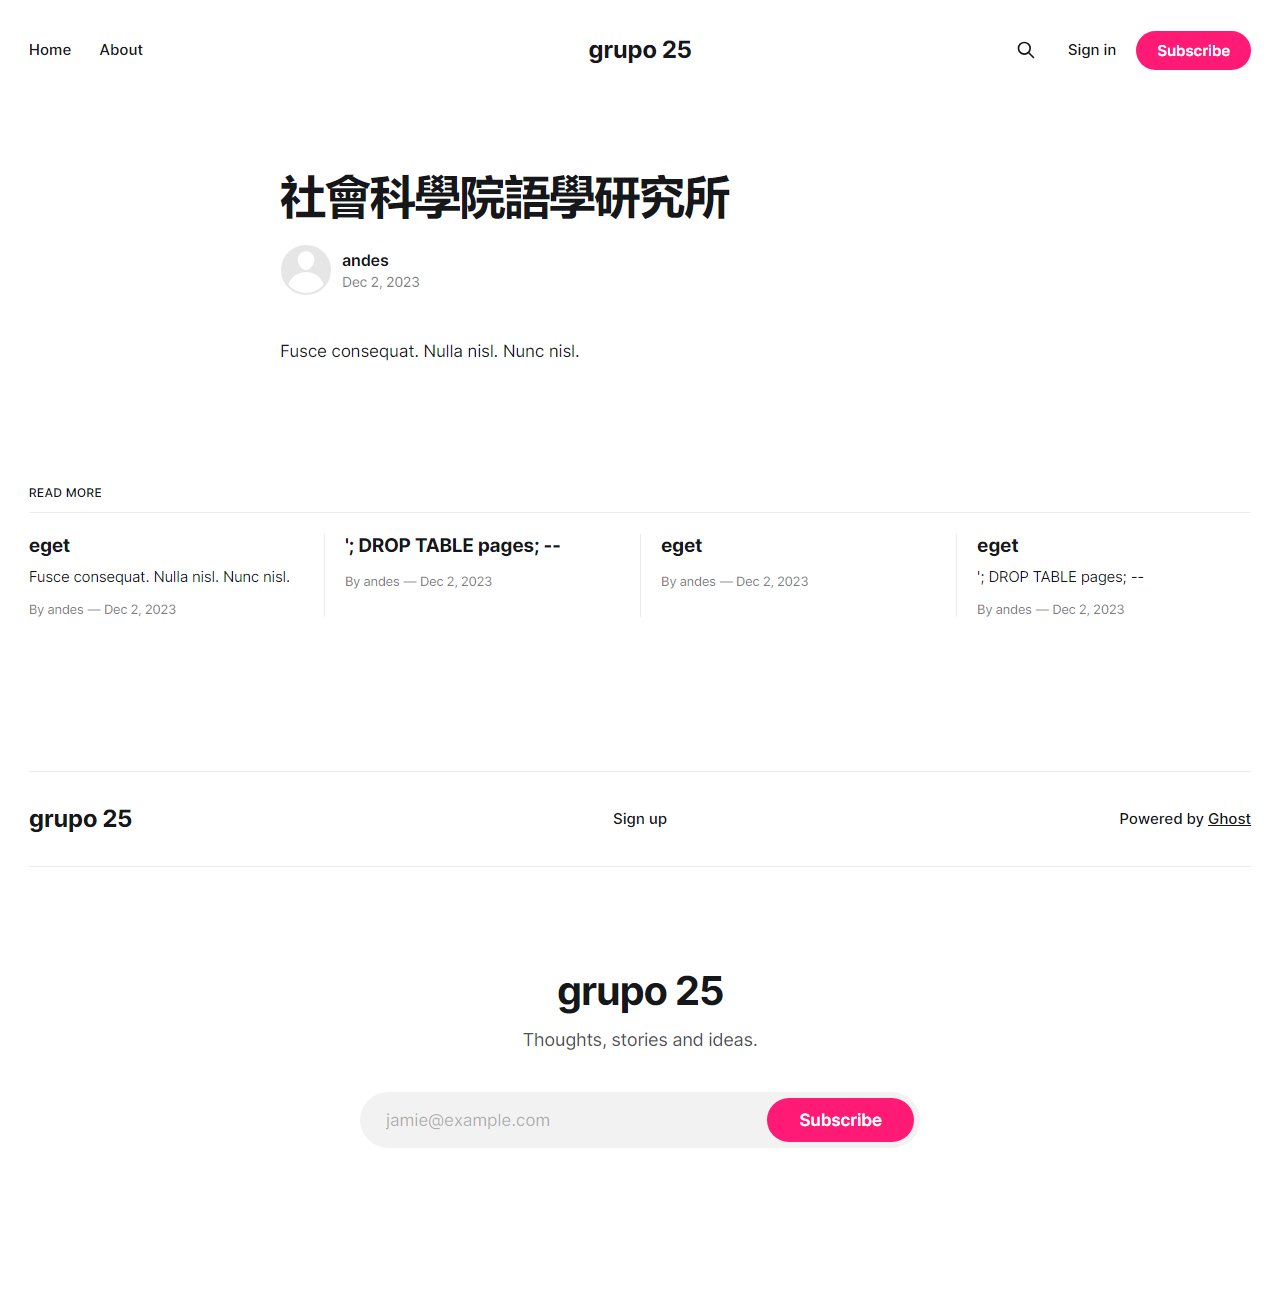 Home About grupo 25 Sign in Subscribe
社會科學院語學研究所
andes
Dec 2, 2023
Fusce consequat. Nulla nisl. Nunc nisl.
READ MORE
eget
Fusce consequat. Nulla nisl. Nunc nisl.
By andes — Dec 2, 2023
'; DROP TABLE pages; --
By andes — Dec 2, 2023
eget
By andes — Dec 2, 2023
eget
'; DROP TABLE pages; --
By andes — Dec 2, 2023
grupo 25 Sign up Powered by Ghost
grupo 25
Thoughts, stories and ideas.
jamie@example.com Subscribe